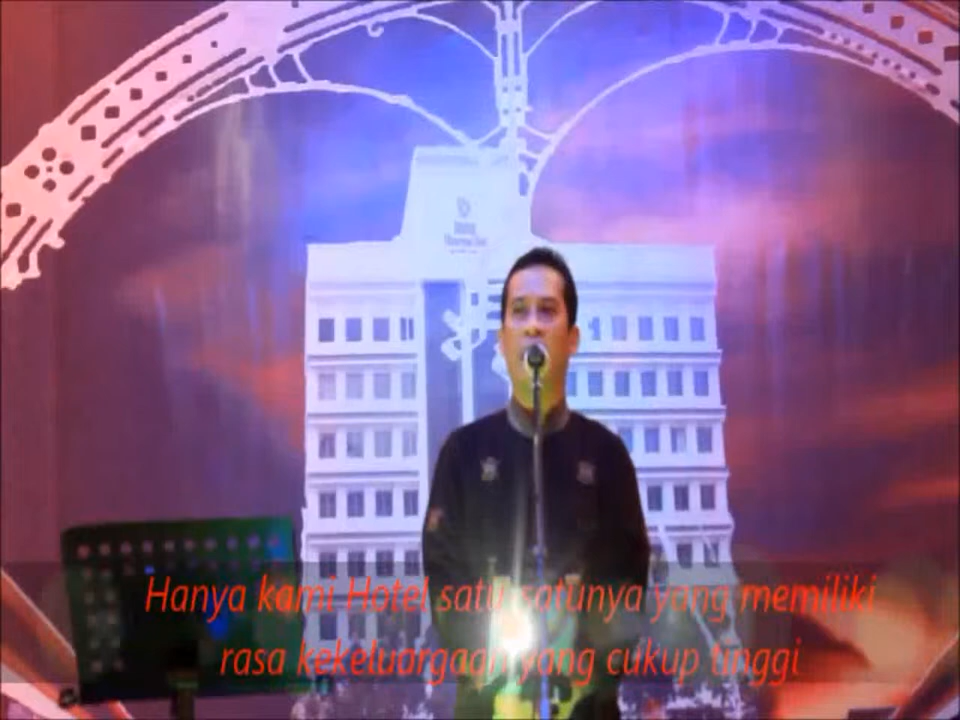 Hanya kami Hotel satu satunya yang memiliki
rasa kekeluargaan yang cukup tinggi